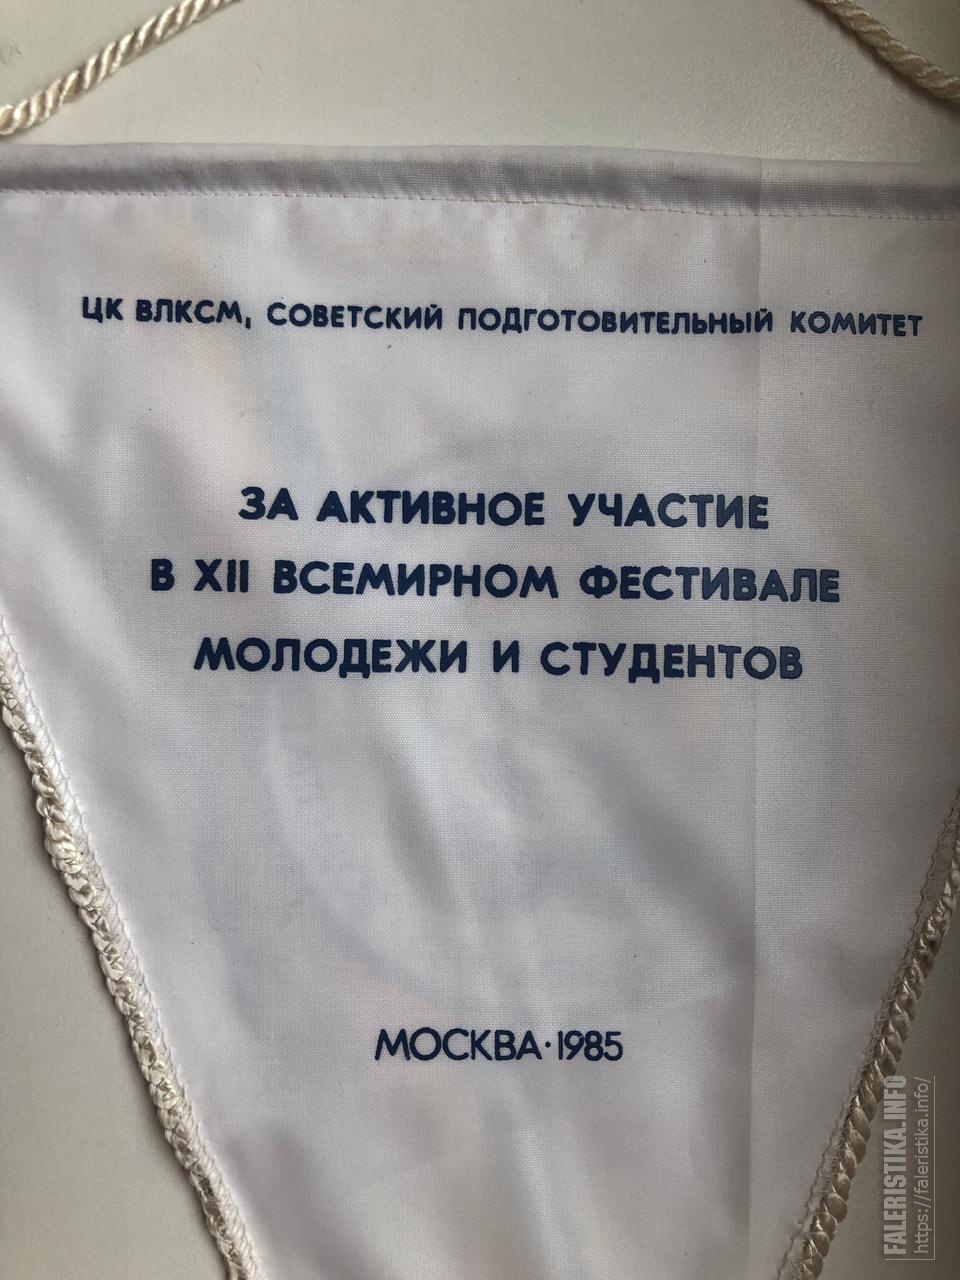 ЦК ВЛКСМ, СОВЕТСКИЙ ПОДГОТОВИТЕЛЬНЫЙ КОМИТЕТ
ЗА АКТИВНОЕ УЧАСТИЕ
В XII ВСЕМИРНОМ ФЕСТИВАЛЕ
МОЛОДЕЖИ И СТУДЕНТОВ
МОСКВА·1985
FALERISTIKA.INFO
https://faleristika.info/